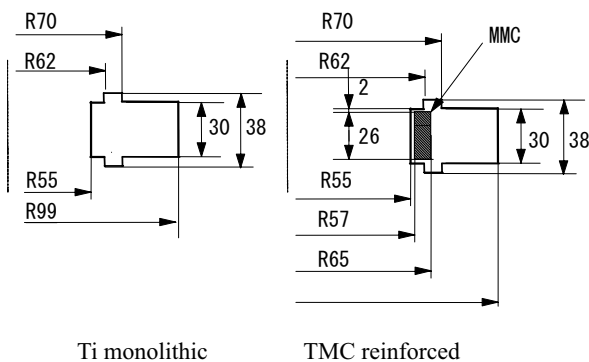 R70
R62
30
38
R55
R99
Ti monolithic
R70
MMC
R62
2
26
30
38
R55
R57
R65
TMC reinforced